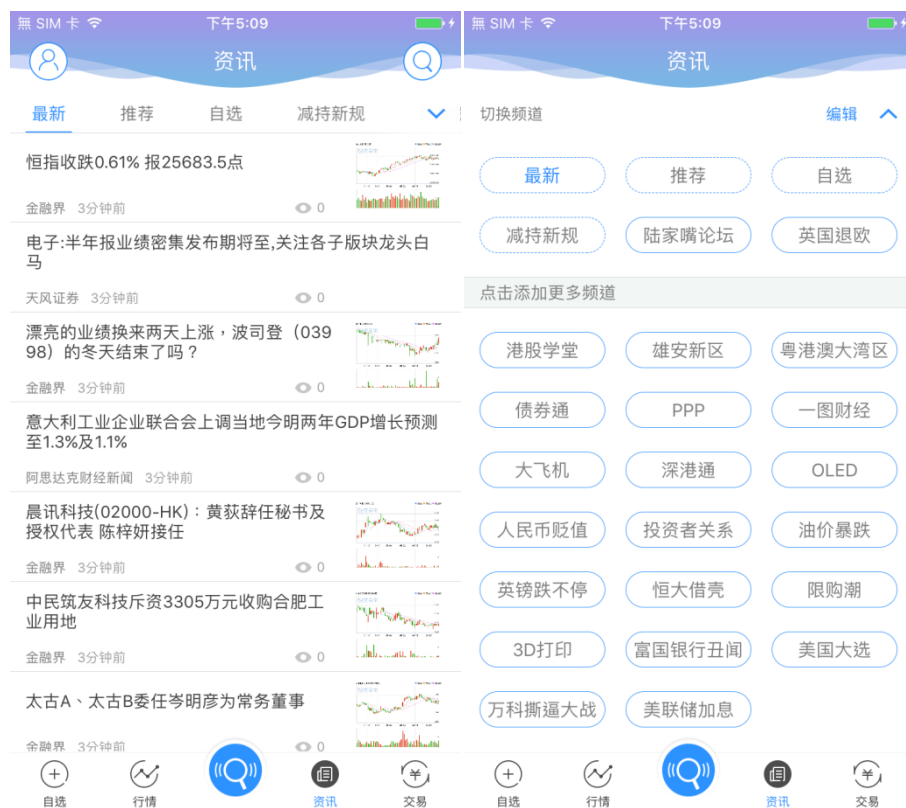 無 SIM 卡 下午5:09
资讯
最新 推荐 自选 减持新规
恒指收跌0.61% 报25683.5点
金融界 3分钟前 0
电子:半年报业绩密集发布期将至,关注各子版块龙头白
马
天风证券 3分钟前 0
漂亮的业绩换来两天上涨，波司登（039
98）的冬天结束了吗？
金融界 3分钟前 0
意大利工业企业联合会上调当地今明两年GDP增长预测
至1.3%及1.1%
阿思达克财经新闻 3分钟前 0
晨讯科技(02000-HK)：黄荻辞任秘书及
授权代表 陈梓妍接任
金融界 3分钟前 0
中民筑友科技斥资3305万元收购合肥工
业用地
金融界 3分钟前 0
太古A、太古B委任岑明彦为常务董事
金融界 3分钟前 0
自选 行情 资讯 交易
無 SIM 卡 下午5:09
资讯
切换频道 编辑
最新 推荐 自选
减持新规 陆家嘴论坛 英国退欧
点击添加更多频道
港股学堂 雄安新区 粤港澳大湾区
债券通 PPP 一图财经
大飞机 深港通 OLED
人民币贬值 投资者关系 油价暴跌
英镑跌不停 恒大借壳 限购潮
3D打印 富国银行丑闻 美国大选
万科撕逼大战 美联储加息
自选 行情 资讯 交易